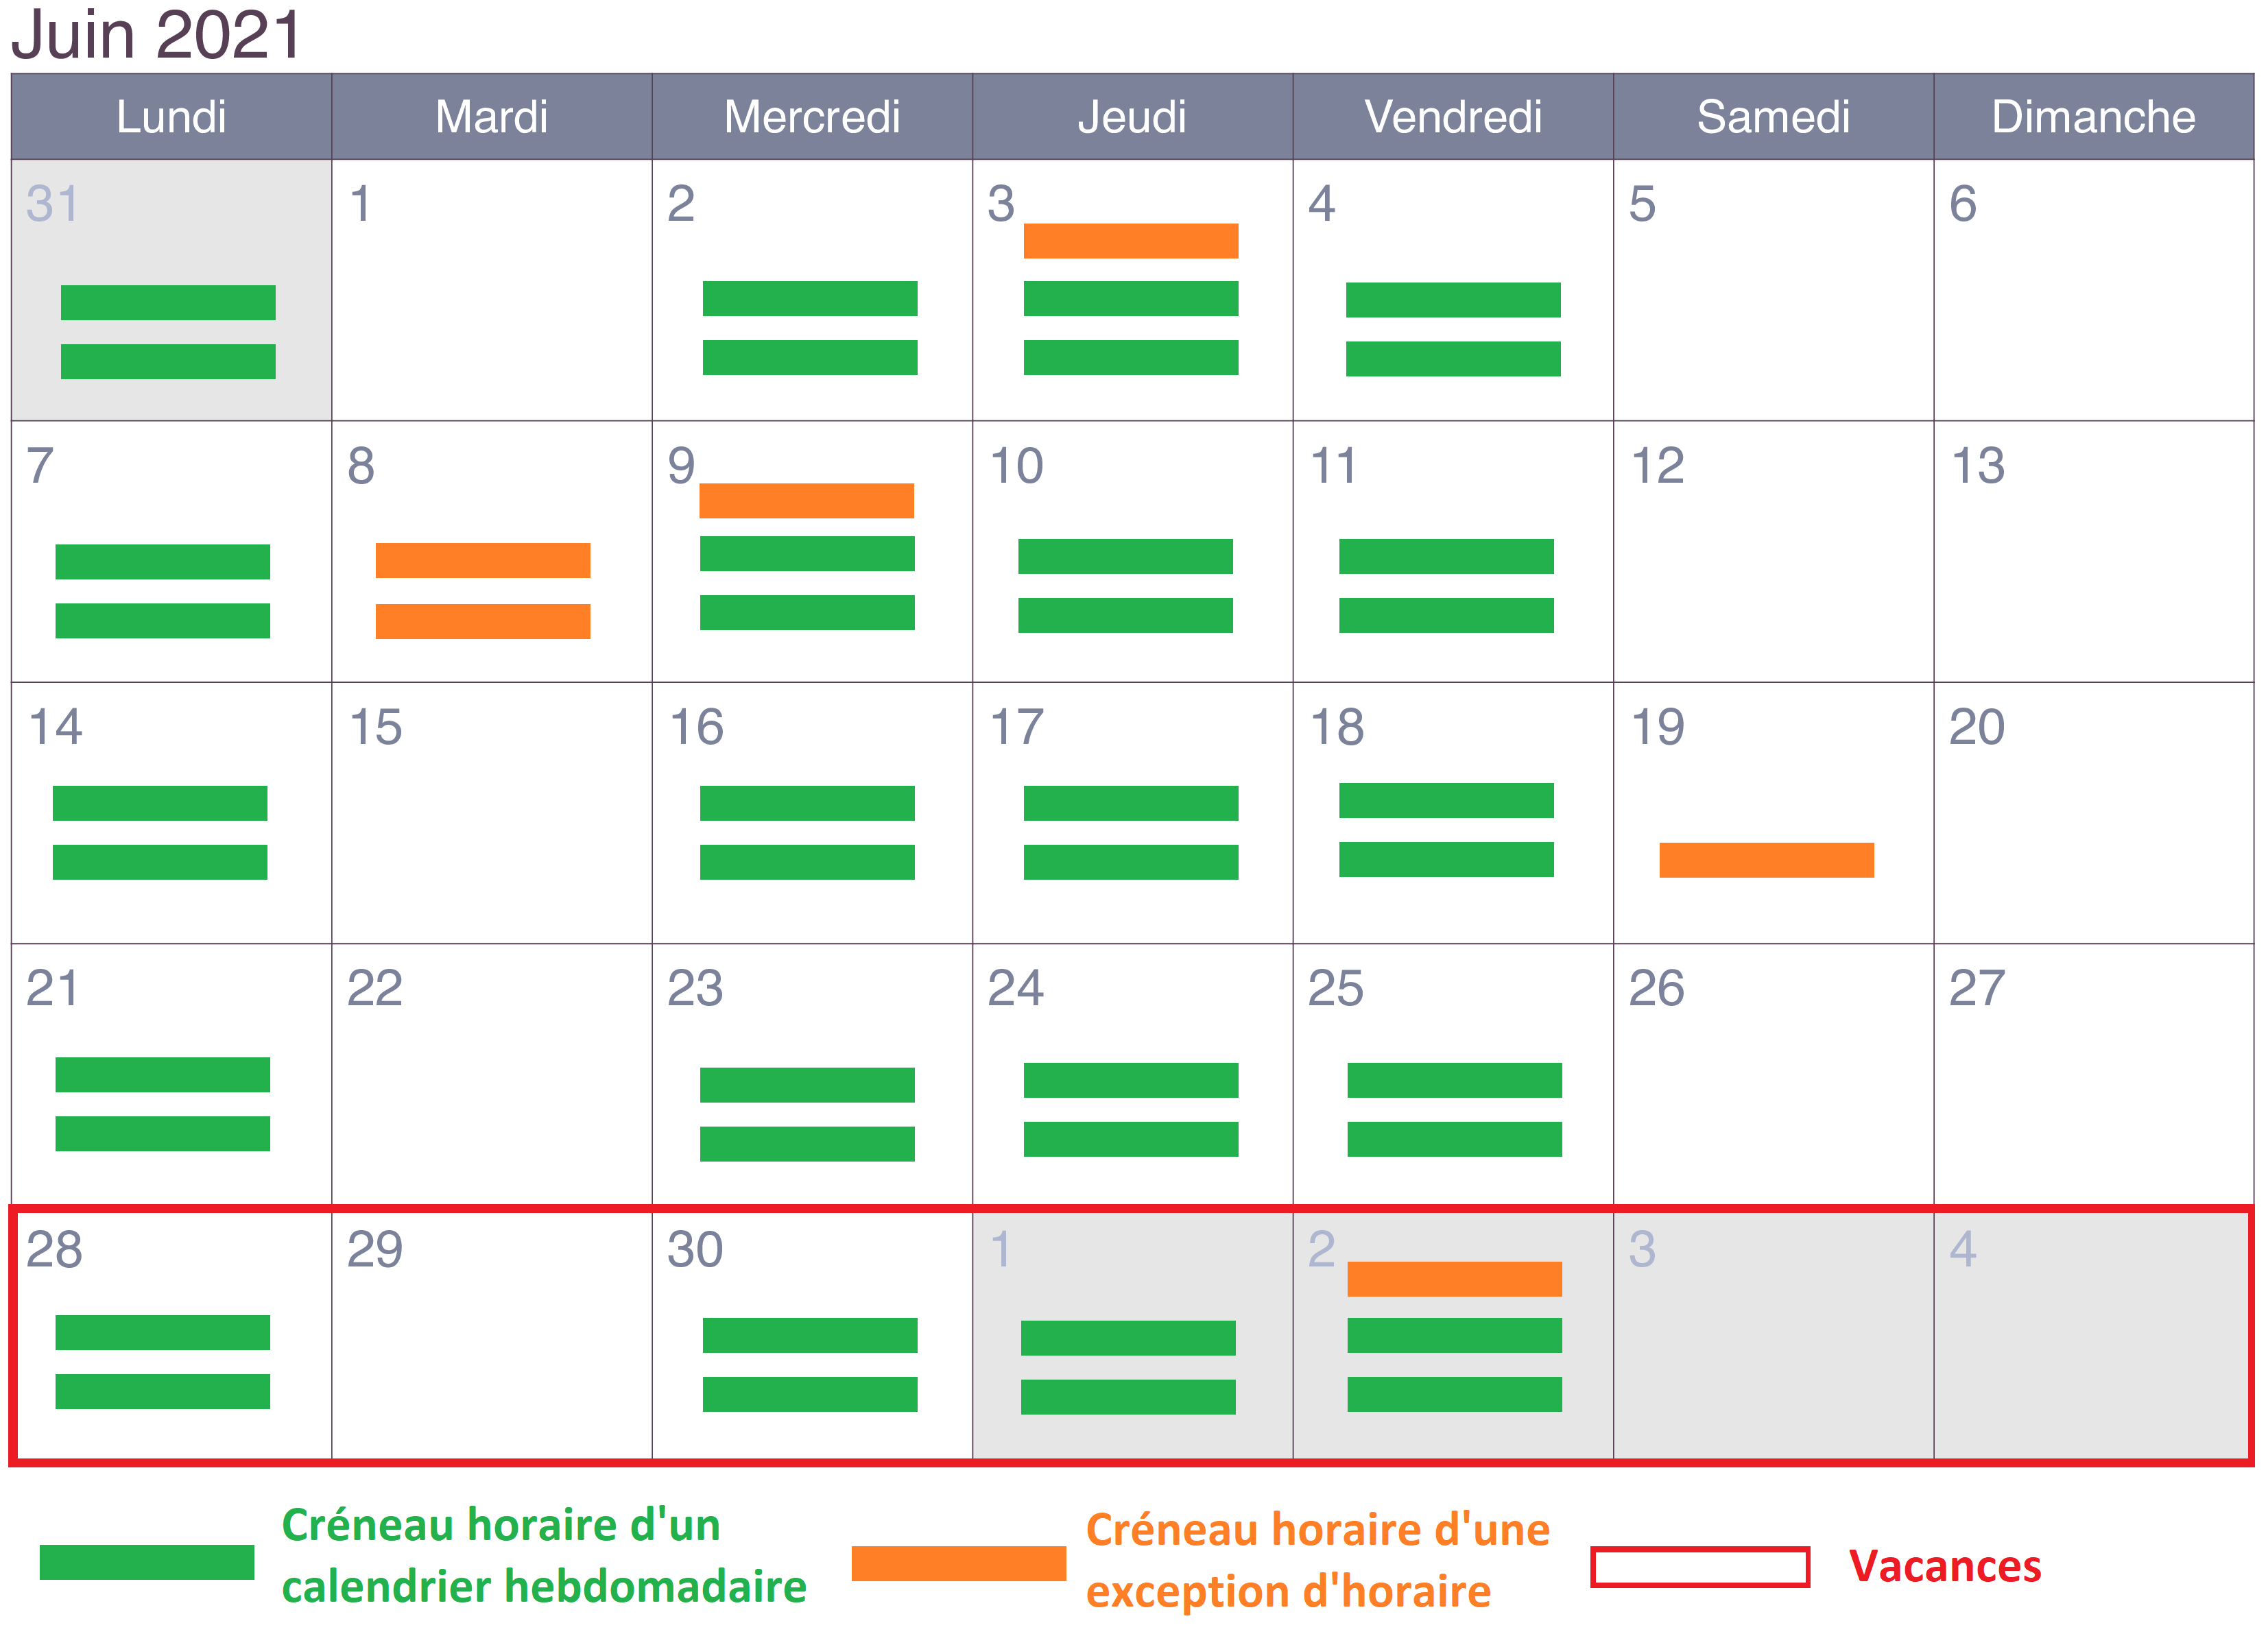 Juin 2021
Lundi Mardi Mercredi Jeudi Vendredi Samedi Dimanche
31 1 2 3 4 5 6
7 8 9 10 11 12 13
14 15 16 17 18 19 20
21 22 23 24 25 26 27
28 29 30 1 2 3 4
Créneau horaire d'un
calendrier hebdomadaire
Créneau horaire d'une
exception d'horaire
Vacances